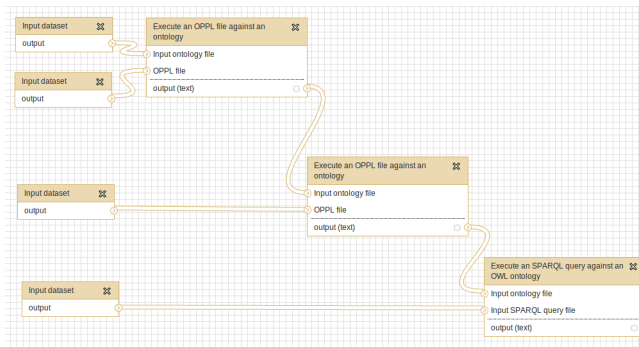 Input dataset
output
Execute an OPPL file against an
ontology
Input ontology file
OPPL file
output (text)
Input dataset
output
Execute an OPPL file against an
ontology
Input ontology file
OPPL file
output (text)
Input dataset
output
Execute an SPARQL query against an
OWL ontology
Input ontology file
Input SPARQL query file
output (text)
Input dataset
output